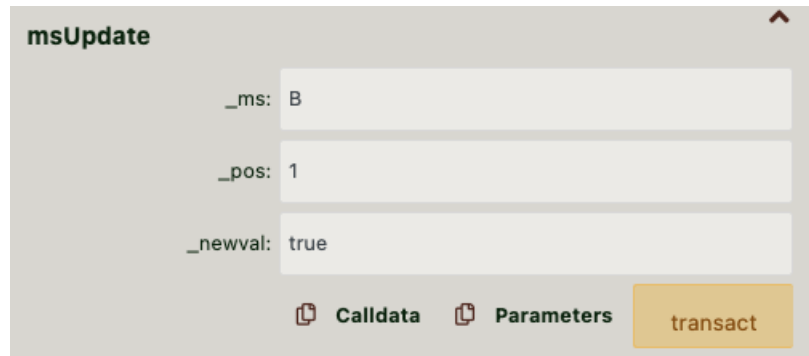 msUpdate
_ms: B
_pos: 1
_newval: true
Calldata Parameters transact